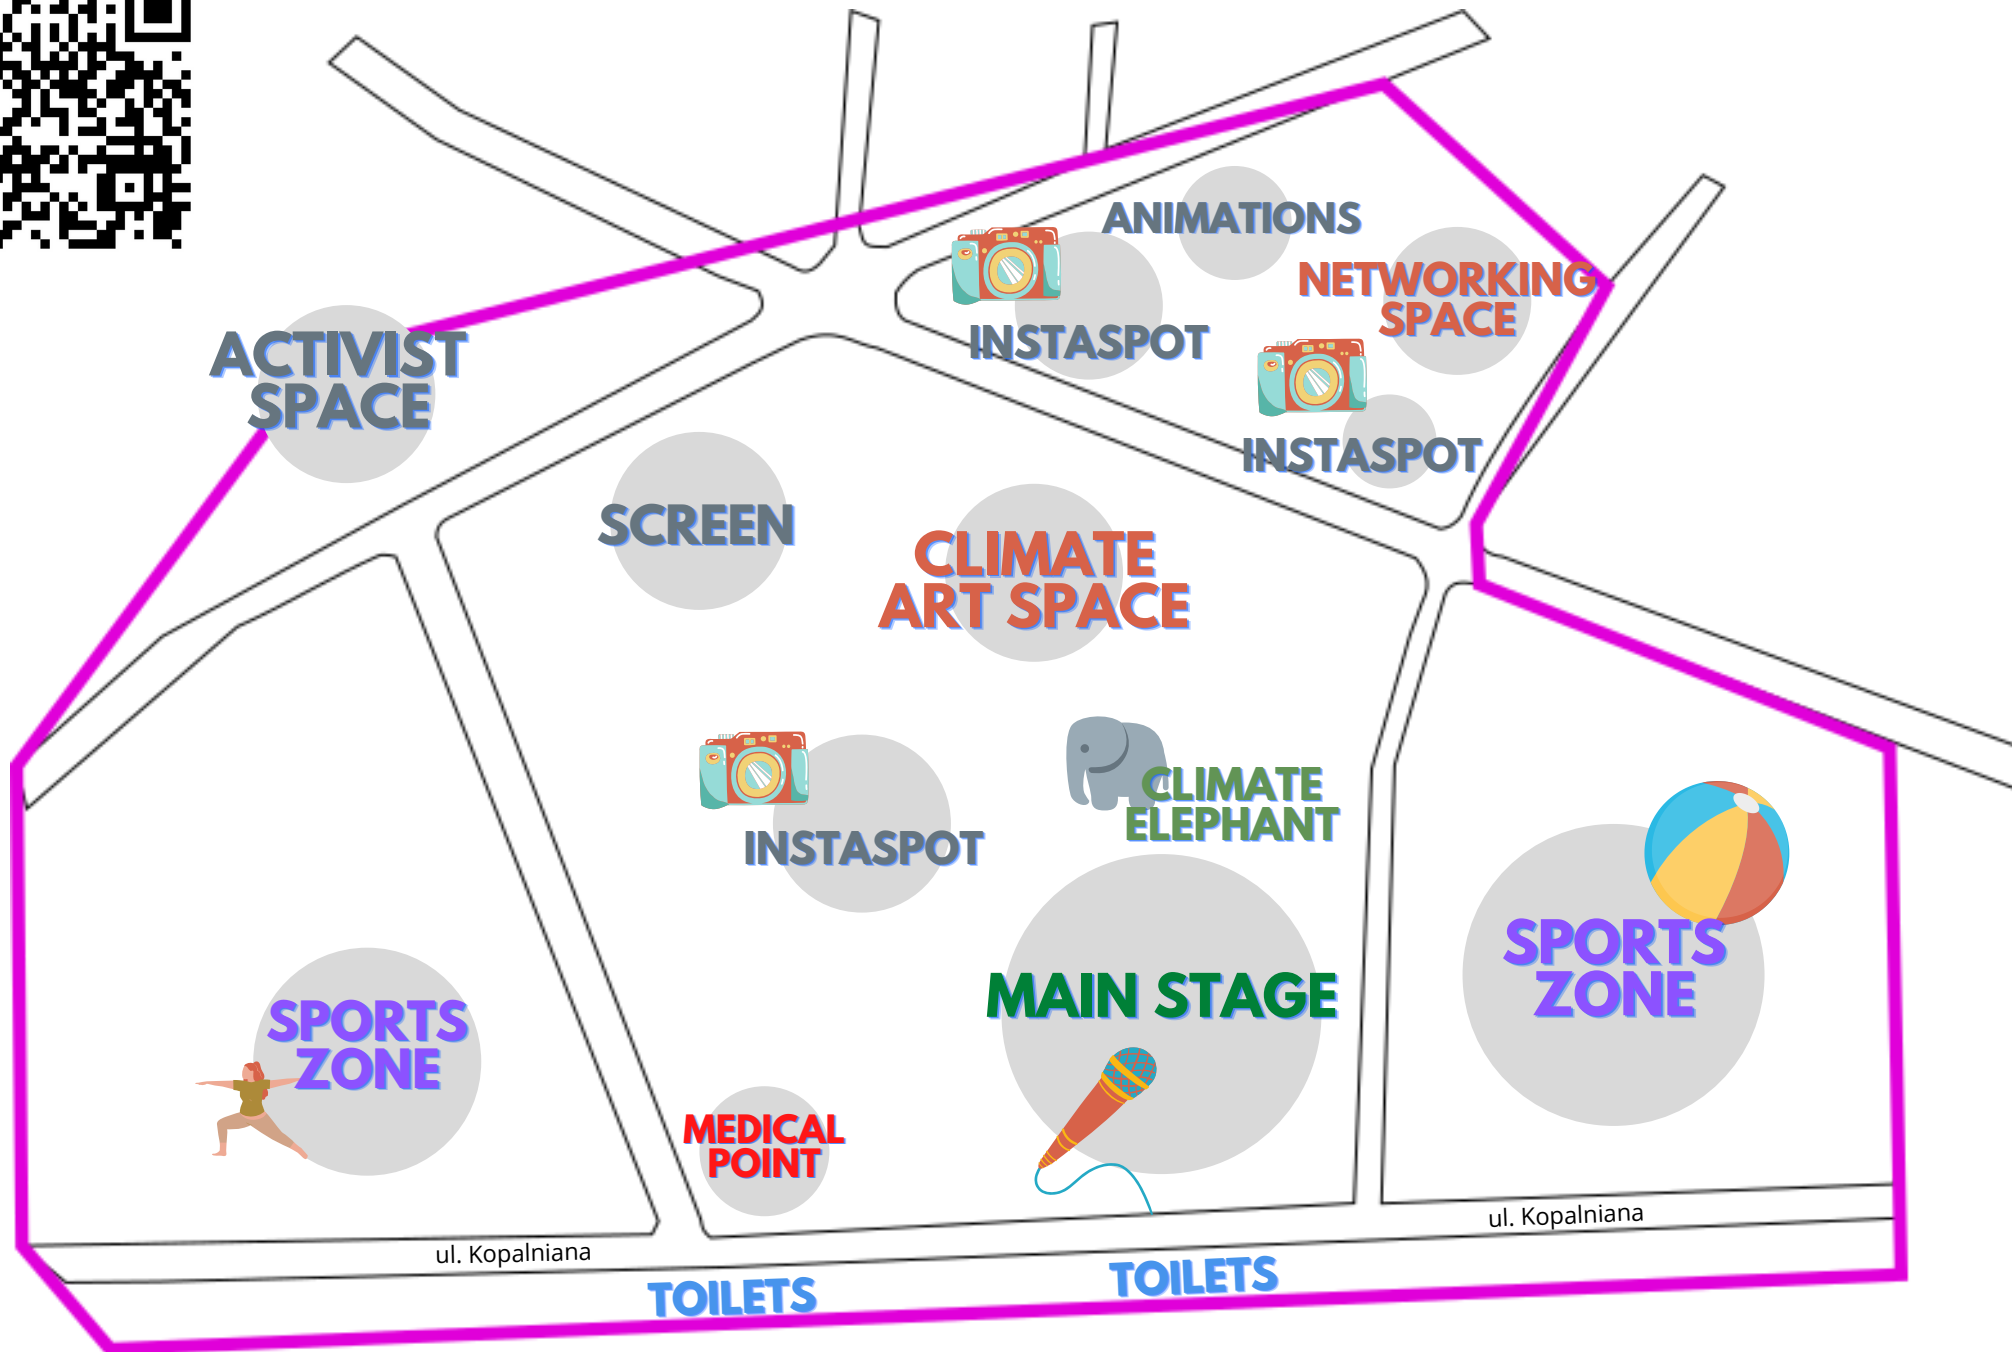 ANIMATIONS
NETWORKING
SPACE
INSTASPOT
ACTIVIST
SPACE
INSTASPOT
SCREEN
CLIMATE
ART SPACE
CLIMATE
ELEPHANT
INSTASPOT
MAIN STAGE
SPORTS
ZONE
SPORTS
ZONE
MEDICAL
POINT
ul. Kopalniana
ul. Kopalniana
TOILETS
TOILETS